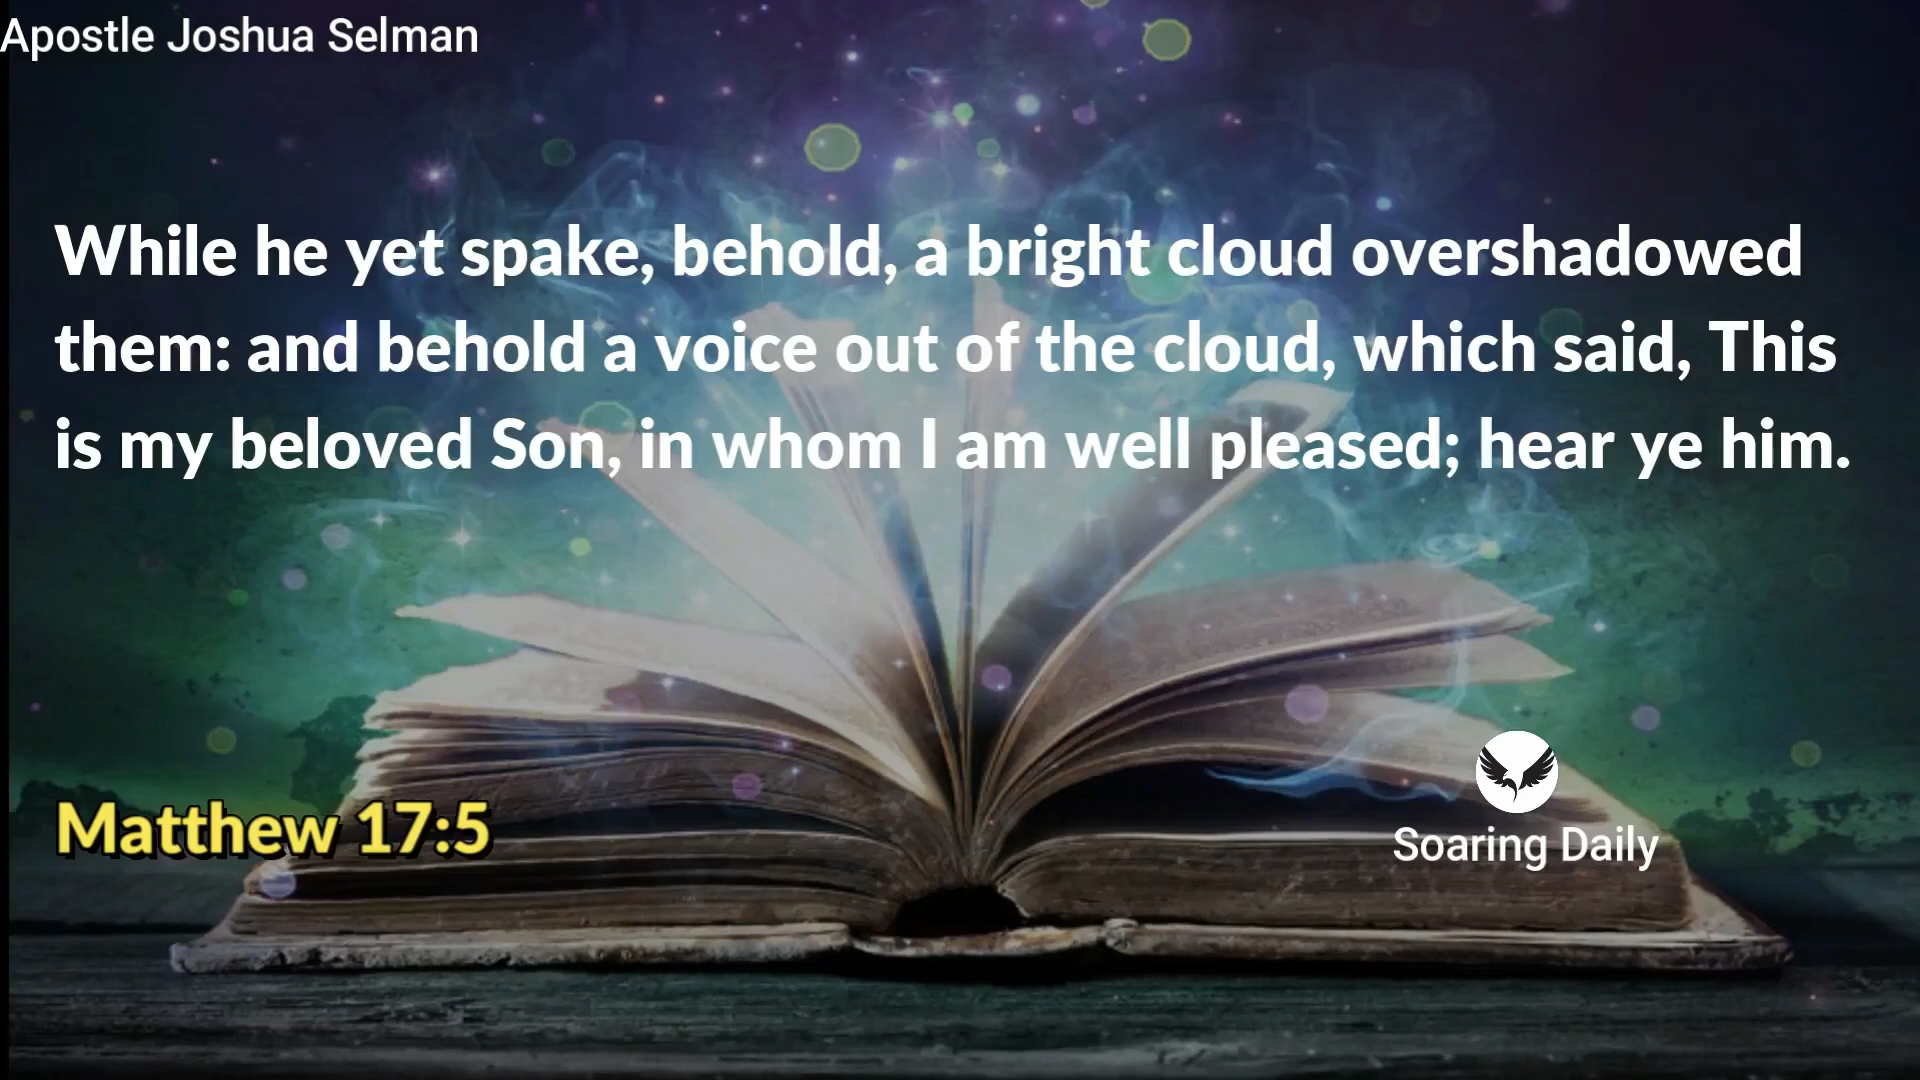 Apostle Joshua Selman
While he yet spake, behold, a bright cloud overshadowed
them: and behold a voice out of the cloud, which said, This
is my beloved Son, in whom I am well pleased; hear ye him.
Matthew 17:5
Soaring Daily